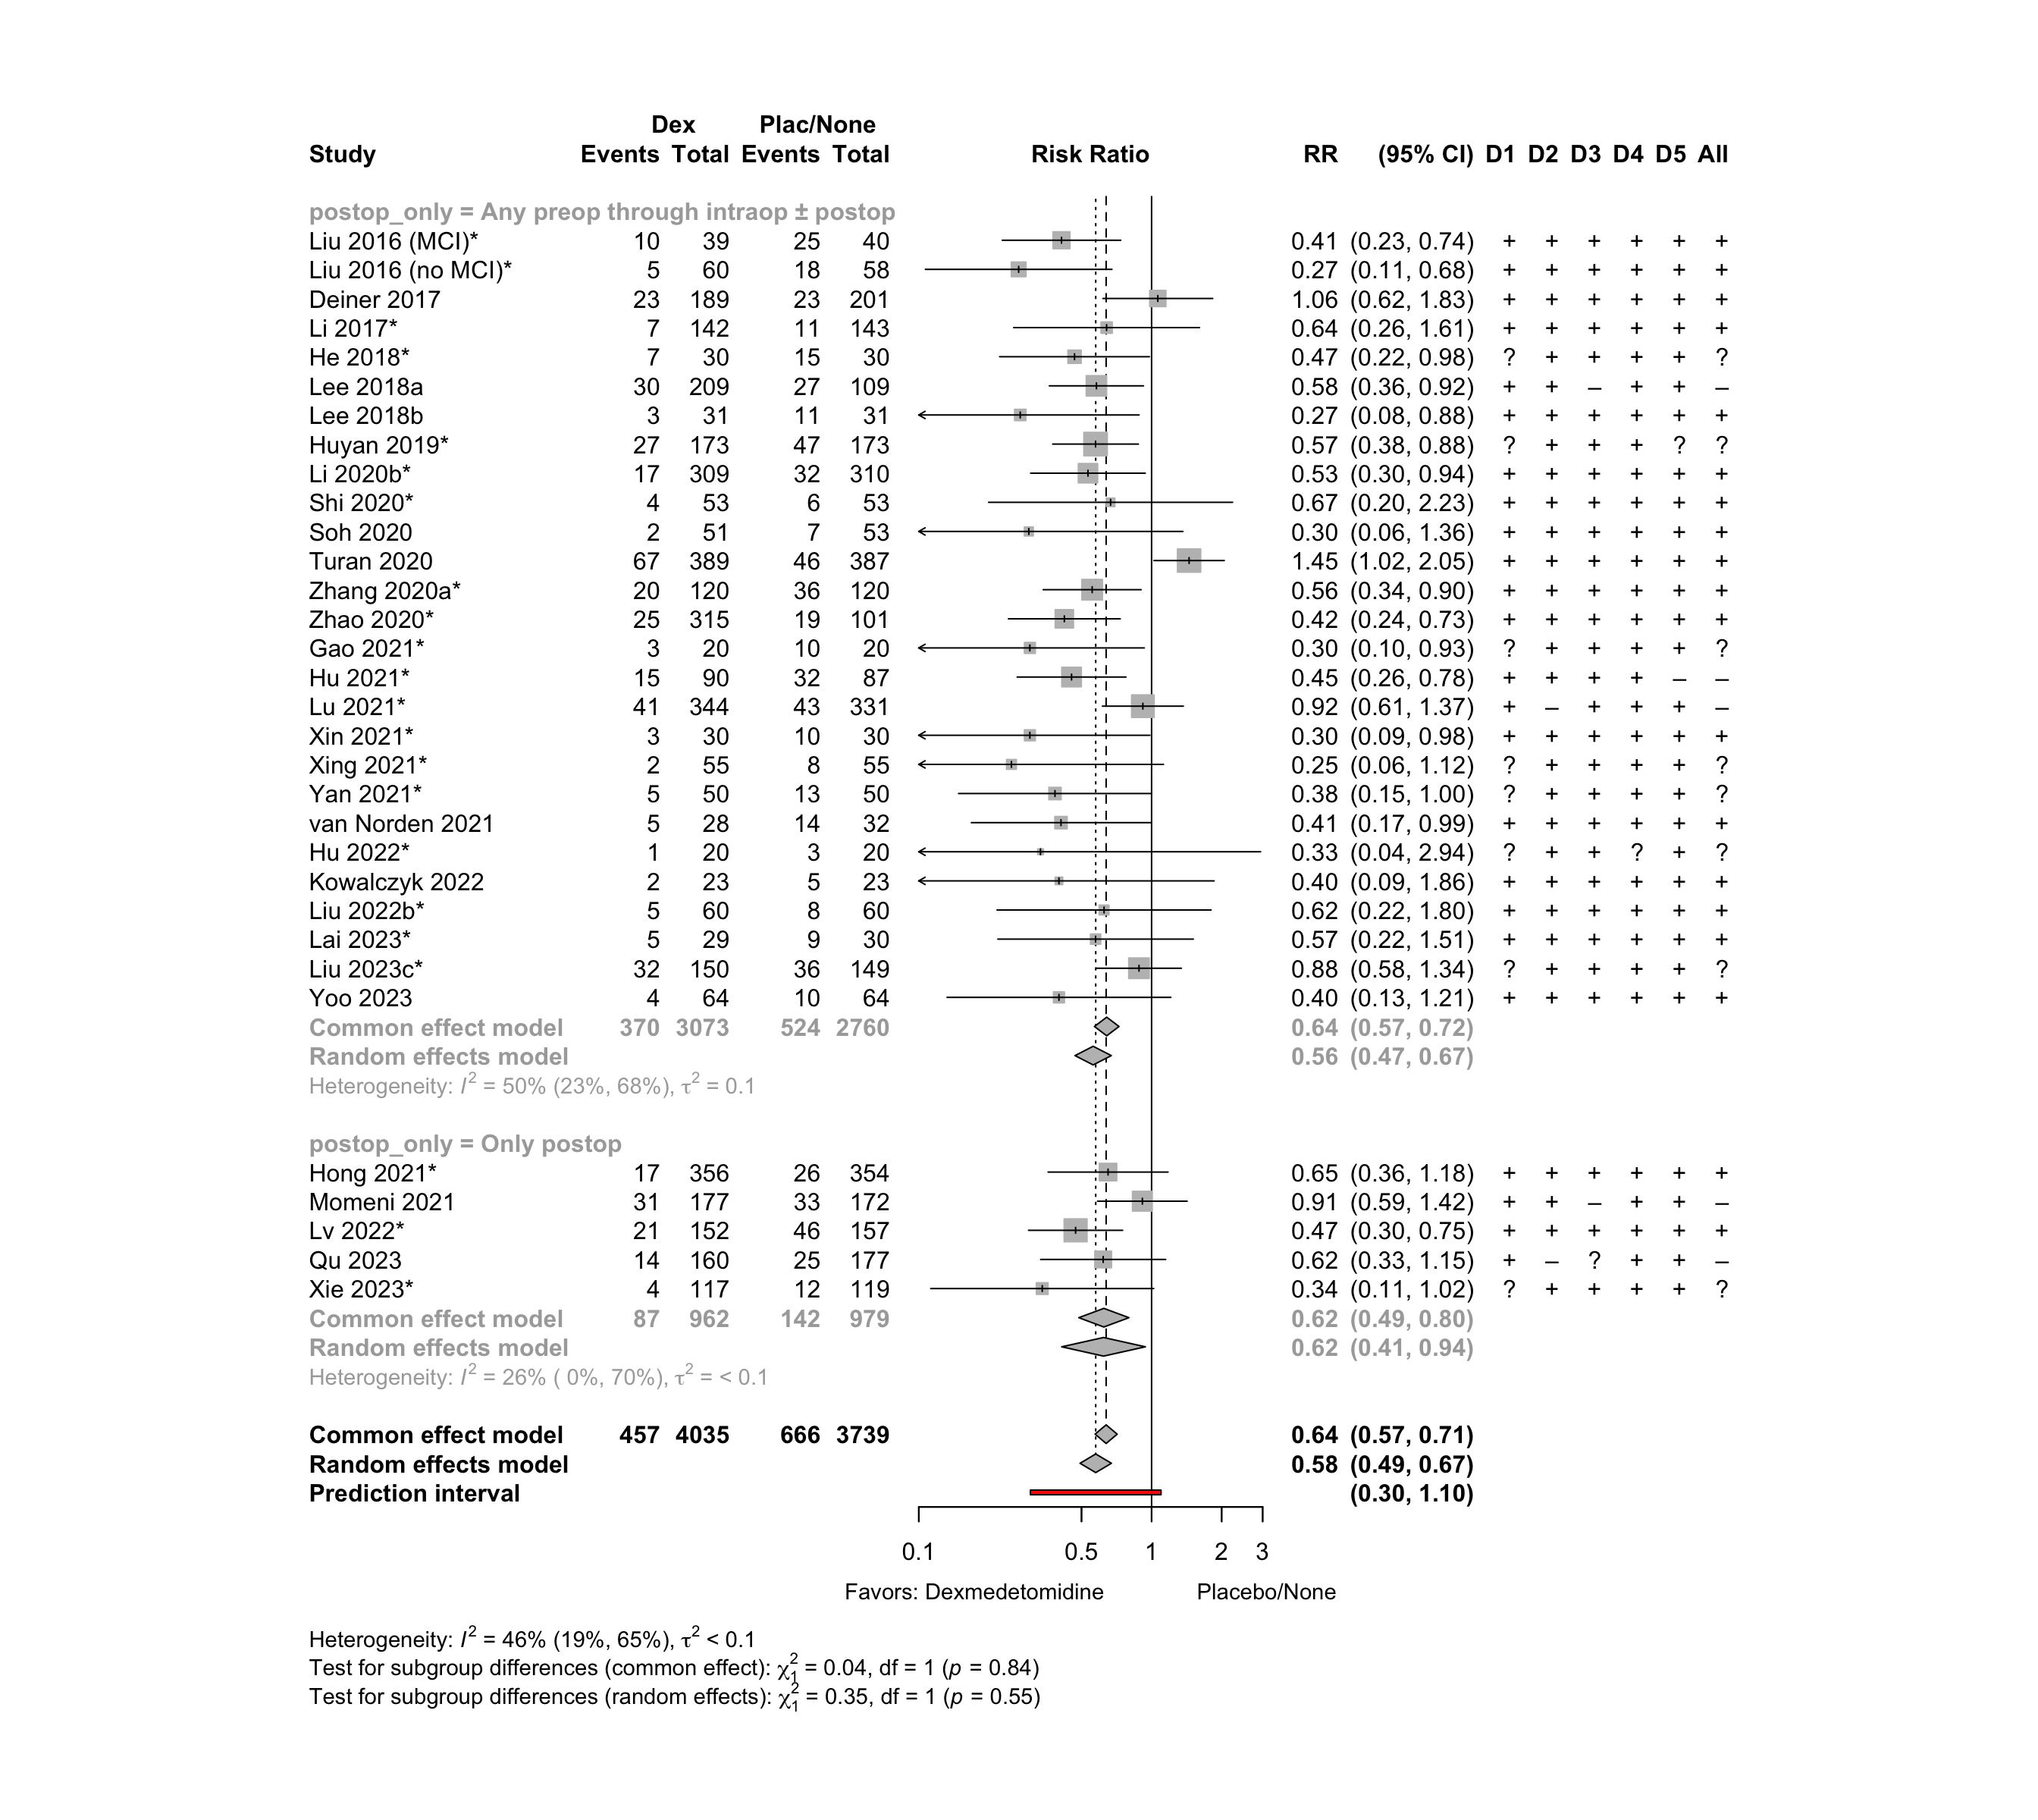 Dex Plac/None
Study Events Total Events Total Risk Ratio RR (95% CI) D1 D2 D3 D4 D5 All
postop_only = Any preop through intraop ± postop
Liu 2016 (MCI)* 10 39 25 40 0.41 (0.23, 0.74) + + + + + +
Liu 2016 (no MCI)* 5 60 18 58 0.27 (0.11, 0.68) + + + + + +
Deiner 2017 23 189 23 201 1.06 (0.62, 1.83) + + + + + +
Li 2017* 7 142 11 143 0.64 (0.26, 1.61) + + + + + +
He 2018* 7 30 15 30 0.47 (0.22, 0.98) ? + + + + ?
Lee 2018a 30 209 27 109 0.58 (0.36, 0.92) + + – + + –
Lee 2018b 3 31 11 31 0.27 (0.08, 0.88) + + + + + +
Huyan 2019* 27 173 47 173 0.57 (0.38, 0.88) ? + + + ? ?
Li 2020b* 17 309 32 310 0.53 (0.30, 0.94) + + + + + +
Shi 2020* 4 53 6 53 0.67 (0.20, 2.23) + + + + + +
Soh 2020 2 51 7 53 0.30 (0.06, 1.36) + + + + + +
Turan 2020 67 389 46 387 1.45 (1.02, 2.05) + + + + + +
Zhang 2020a* 20 120 36 120 0.56 (0.34, 0.90) + + + + + +
Zhao 2020* 25 315 19 101 0.42 (0.24, 0.73) + + + + + +
Gao 2021* 3 20 10 20 0.30 (0.10, 0.93) ? + + + + ?
Hu 2021* 15 90 32 87 0.45 (0.26, 0.78) + + + + – –
Lu 2021* 41 344 43 331 0.92 (0.61, 1.37) + – + + + –
Xin 2021* 3 30 10 30 0.30 (0.09, 0.98) + + + + + +
Xing 2021* 2 55 8 55 0.25 (0.06, 1.12) ? + + + + ?
Yan 2021* 5 50 13 50 0.38 (0.15, 1.00) ? + + + + ?
van Norden 2021 5 28 14 32 0.41 (0.17, 0.99) + + + + + +
Hu 2022* 1 20 3 20 0.33 (0.04, 2.94) ? + + ? + ?
Kowalczyk 2022 2 23 5 23 0.40 (0.09, 1.86) + + + + + +
Liu 2022b* 5 60 8 60 0.62 (0.22, 1.80) + + + + + +
Lai 2023* 5 29 9 30 0.57 (0.22, 1.51) + + + + + +
Liu 2023c* 32 150 36 149 0.88 (0.58, 1.34) ? + + + + ?
Yoo 2023 4 64 10 64 0.40 (0.13, 1.21) + + + + + +
Common effect model 370 3073 524 2760 0.64 (0.57, 0.72)
Random effects model 0.56 (0.47, 0.67)
Heterogeneity: I² = 50% (23%, 68%), τ² = 0.1
postop_only = Only postop
Hong 2021* 17 356 26 354 0.65 (0.36, 1.18) + + + + + +
Momeni 2021 31 177 33 172 0.91 (0.59, 1.42) + + – + + –
Lv 2022* 21 152 46 157 0.47 (0.30, 0.75) + + + + + +
Qu 2023 14 160 25 177 0.62 (0.33, 1.15) + – ? + + –
Xie 2023* 4 117 12 119 0.34 (0.11, 1.02) ? + + + + ?
Common effect model 87 962 142 979 0.62 (0.49, 0.80)
Random effects model 0.62 (0.41, 0.94)
Heterogeneity: I² = 26% ( 0%, 70%), τ² = < 0.1
Common effect model 457 4035 666 3739 0.64 (0.57, 0.71)
Random effects model 0.58 (0.49, 0.67)
Prediction interval (0.30, 1.10)
0.1 0.5 1 2 3
Favors: Dexmedetomidine Placebo/None
Heterogeneity: I² = 46% (19%, 65%), τ² < 0.1
Test for subgroup differences (common effect): χ²₁ = 0.04, df = 1 (p = 0.84)
Test for subgroup differences (random effects): χ²₁ = 0.35, df = 1 (p = 0.55)